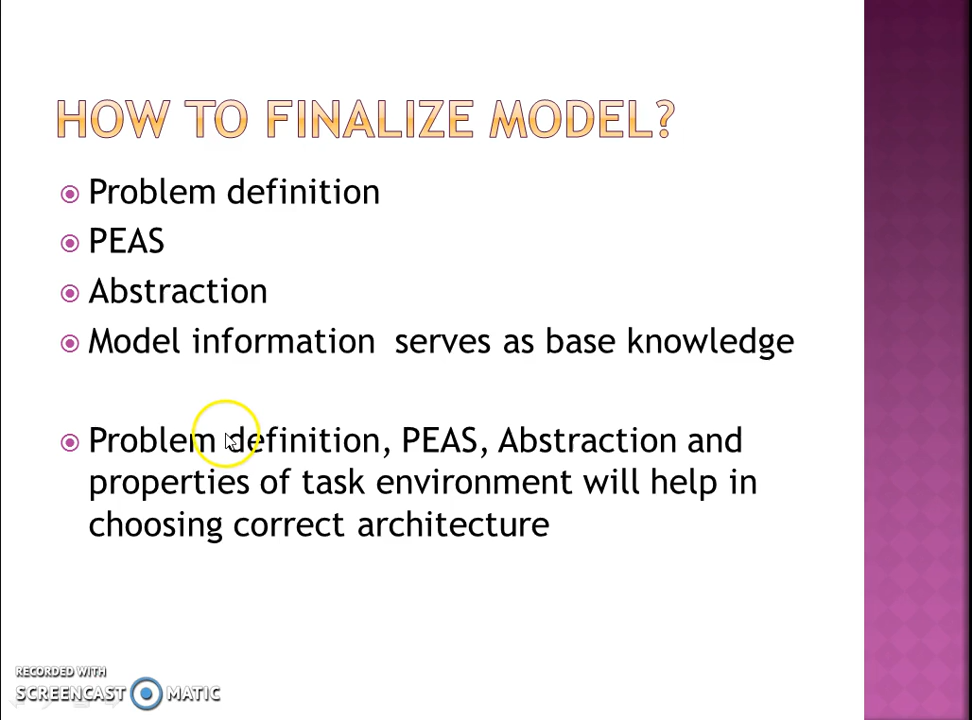 HOW TO FINALIZE MODEL?
Problem definition
PEAS
Abstraction
Model information serves as base knowledge
Problem definition, PEAS, Abstraction and
properties of task environment will help in
choosing correct architecture
RECORDED WITH
SCREENCAST MATIC